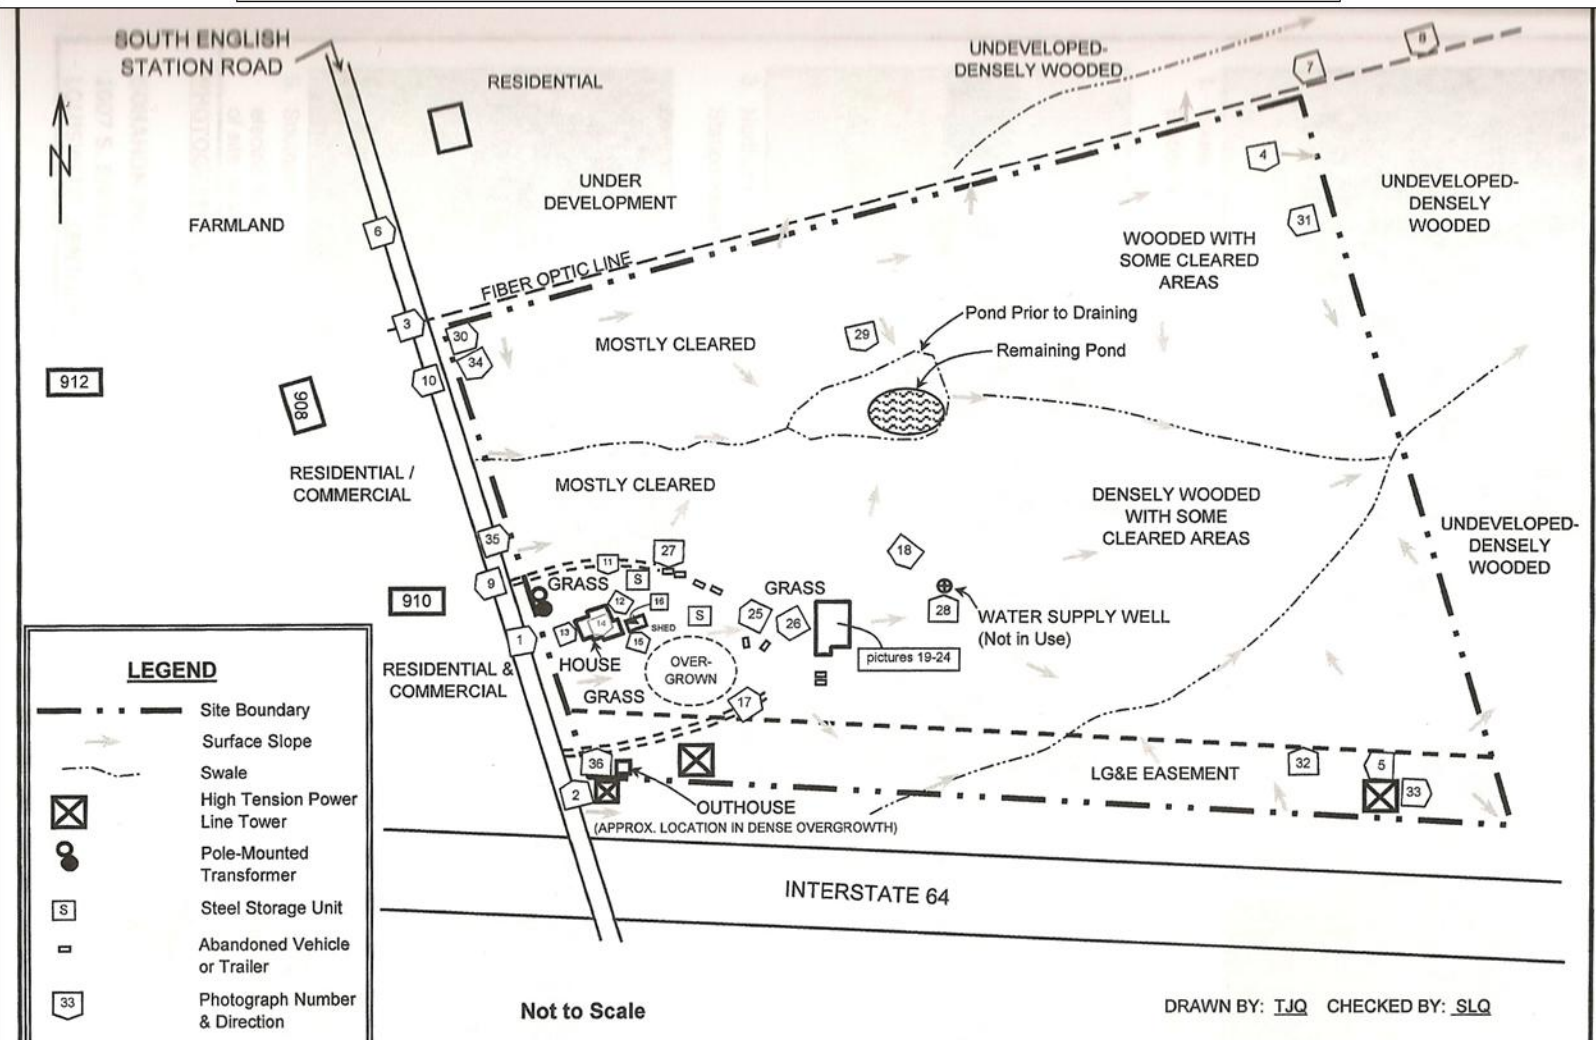 SOUTH ENGLISH
STATION ROAD
RESIDENTIAL
UNDEVELOPED-
DENSELY WOODED
8
7
N
4
UNDER
DEVELOPMENT
UNDEVELOPED-
DENSELY
WOODED
FARMLAND
6
31
WOODED WITH
SOME CLEARED
AREAS
FIBER OPTIC LINE
3
30
34
10
MOSTLY CLEARED
29
Pond Prior to Draining
Remaining Pond
912
908
RESIDENTIAL /
COMMERCIAL
MOSTLY CLEARED
DENSELY WOODED
WITH SOME
CLEARED AREAS
UNDEVELOPED-
DENSELY
WOODED
35
9
11
27
18
GRASS
S
GRASS
910
12
16
S
25
26
28
WATER SUPPLY WELL
(Not in Use)
1
13
14
15
SHED
pictures 19-24
HOUSE
OVER-
GROWN
RESIDENTIAL &
COMMERCIAL
GRASS
17
36
2
LG&E EASEMENT
32
5
33
OUTHOUSE
(APPROX. LOCATION IN DENSE OVERGROWTH)
INTERSTATE 64
LEGEND
Site Boundary
Surface Slope
Swale
High Tension Power
Line Tower
Pole-Mounted
Transformer
S
Steel Storage Unit
Abandoned Vehicle
or Trailer
33
Photograph Number
& Direction
Not to Scale
DRAWN BY: TJQ CHECKED BY: SLQ